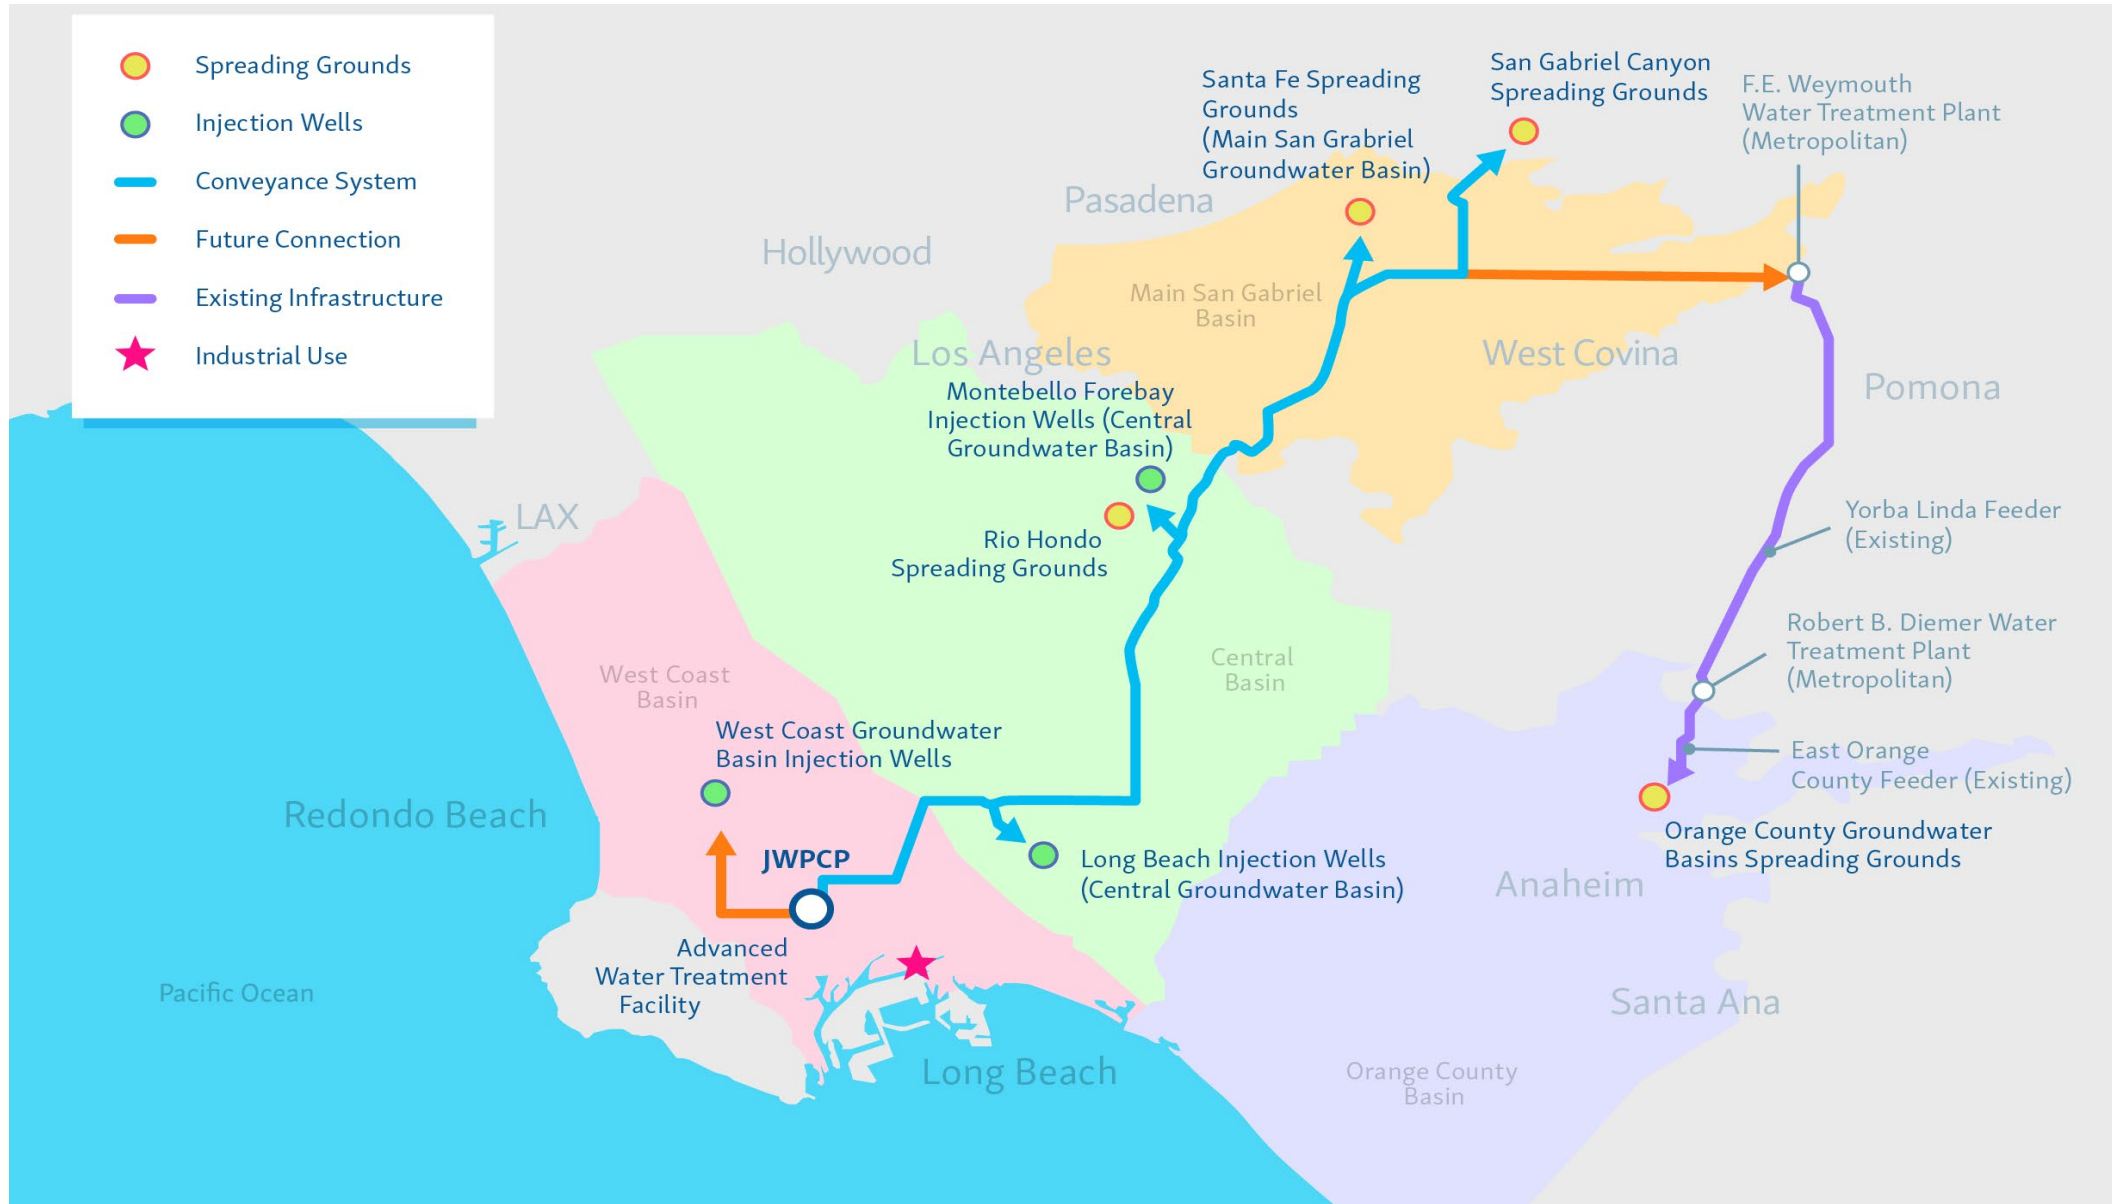 Spreading Grounds
Injection Wells
Conveyance System
Future Connection
Existing Infrastructure
Industrial Use
Santa Fe Spreading
Grounds
(Main San Grabriel
Groundwater Basin)
San Gabriel Canyon
Spreading Grounds
F.E. Weymouth
Water Treatment Plant
(Metropolitan)
Pasadena
Hollywood
Main San Gabriel
Basin
Los Angeles
West Covina
Pomona
Montebello Forebay
Injection Wells (Central
Groundwater Basin)
LAX
Rio Hondo
Spreading Grounds
Yorba Linda Feeder
(Existing)
Robert B. Diemer Water
Treatment Plant
(Metropolitan)
West Coast
Basin
Central
Basin
West Coast Groundwater
Basin Injection Wells
East Orange
County Feeder (Existing)
Redondo Beach
JWPCP
Long Beach Injection Wells
(Central Groundwater Basin)
Orange County Groundwater
Basins Spreading Grounds
Anaheim
Advanced
Water Treatment
Facility
Pacific Ocean
Santa Ana
Long Beach
Orange County
Basin